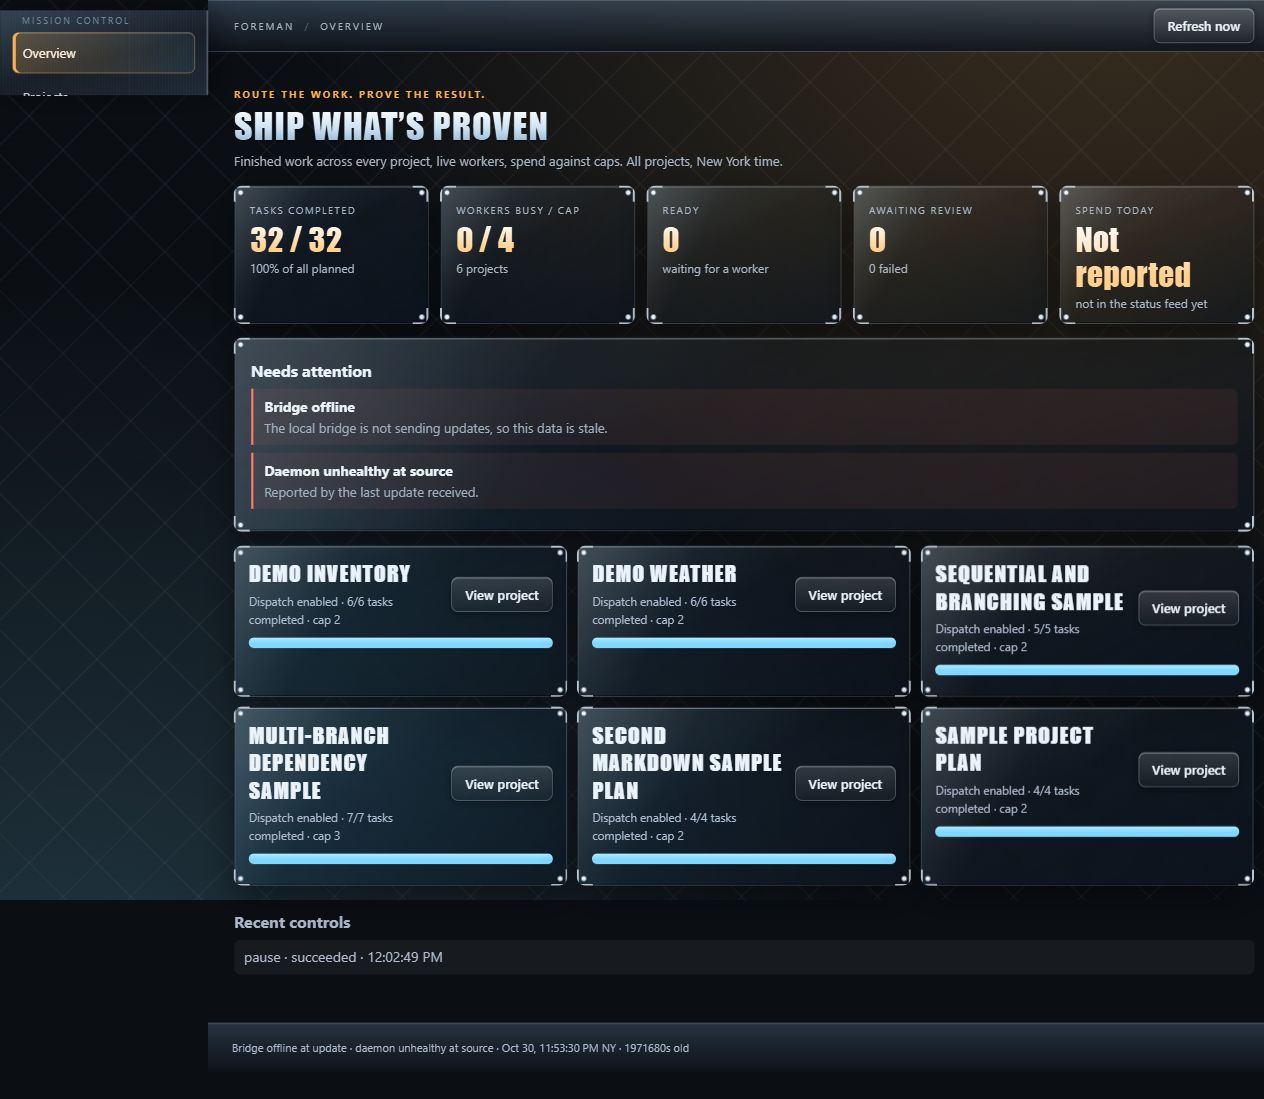 MISSION CONTROL
Overview
Projects
FOREMAN / OVERVIEW
Refresh now
ROUTE THE WORK. PROVE THE RESULT.
SHIP WHAT’S PROVEN
Finished work across every project, live workers, spend against caps. All projects, New York time.
TASKS COMPLETED
32 / 32
100% of all planned
WORKERS BUSY / CAP
0 / 4
6 projects
READY
0
waiting for a worker
AWAITING REVIEW
0
0 failed
SPEND TODAY
Not
reported
not in the status feed yet
Needs attention
Bridge offline
The local bridge is not sending updates, so this data is stale.
Daemon unhealthy at source
Reported by the last update received.
DEMO INVENTORY
Dispatch enabled · 6/6 tasks
completed · cap 2
View project
DEMO WEATHER
Dispatch enabled · 6/6 tasks
completed · cap 2
View project
SEQUENTIAL AND
BRANCHING SAMPLE
Dispatch enabled · 5/5 tasks
completed · cap 2
View project
MULTI-BRANCH
DEPENDENCY
SAMPLE
Dispatch enabled · 7/7 tasks
completed · cap 3
View project
SECOND
MARKDOWN SAMPLE
PLAN
Dispatch enabled · 4/4 tasks
completed · cap 2
View project
SAMPLE PROJECT
PLAN
Dispatch enabled · 4/4 tasks
completed · cap 2
View project
Recent controls
pause · succeeded · 12:02:49 PM
Bridge offline at update · daemon unhealthy at source · Oct 30, 11:53:30 PM NY · 1971680s old